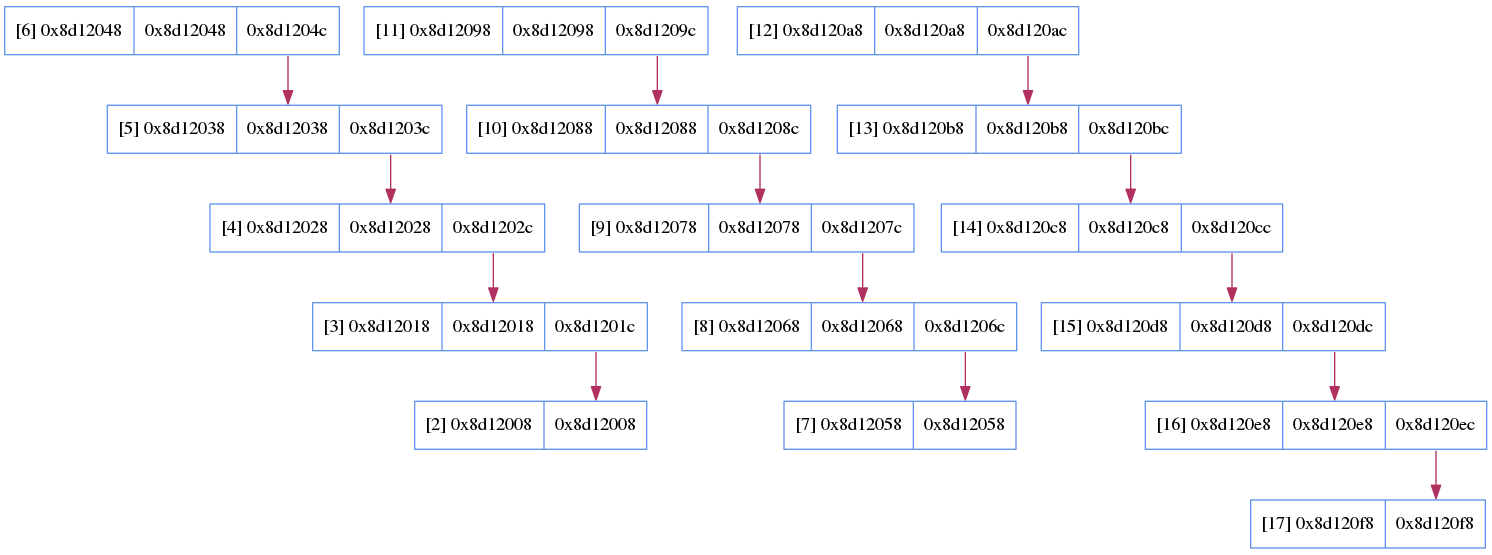 [6] 0x8d12048 0x8d12048 0x8d1204c [11] 0x8d12098 0x8d12098 0x8d1209c [12] 0x8d120a8 0x8d120a8 0x8d120ac
[5] 0x8d12038 0x8d12038 0x8d1203c [10] 0x8d12088 0x8d12088 0x8d1208c [13] 0x8d120b8 0x8d120b8 0x8d120bc
[4] 0x8d12028 0x8d12028 0x8d1202c [9] 0x8d12078 0x8d12078 0x8d1207c [14] 0x8d120c8 0x8d120c8 0x8d120cc
[3] 0x8d12018 0x8d12018 0x8d1201c [8] 0x8d12068 0x8d12068 0x8d1206c [15] 0x8d120d8 0x8d120d8 0x8d120dc
[2] 0x8d12008 0x8d12008 [7] 0x8d12058 0x8d12058 [16] 0x8d120e8 0x8d120e8 0x8d120ec
[17] 0x8d120f8 0x8d120f8